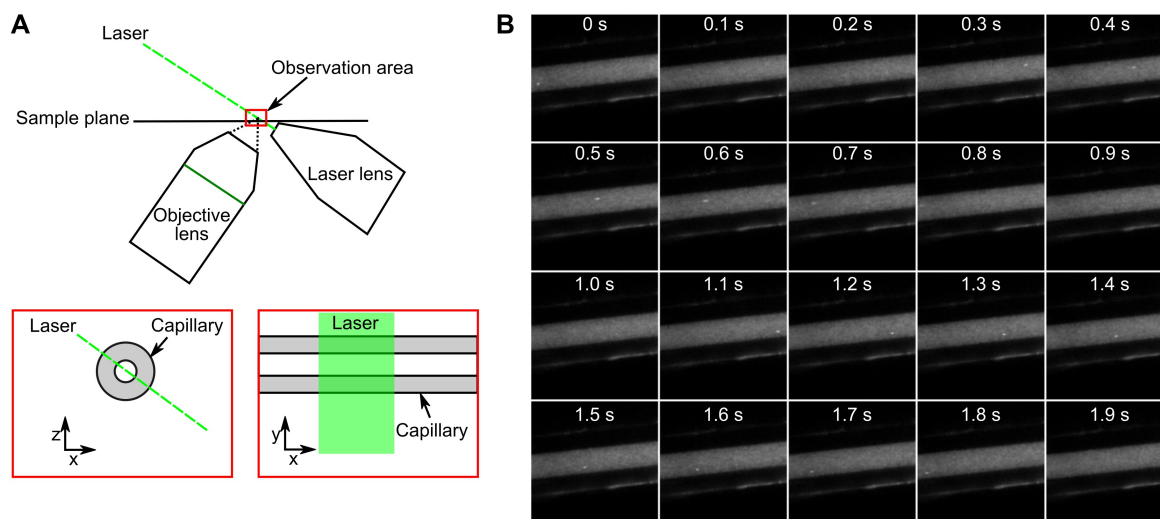 A
Laser
Observation area
Sample plane
Laser lens
Objective
lens
Laser
Capillary
z
x
Laser
Capillary
y
x
B
0 s
0.1 s
0.2 s
0.3 s
0.4 s
0.5 s
0.6 s
0.7 s
0.8 s
0.9 s
1.0 s
1.1 s
1.2 s
1.3 s
1.4 s
1.5 s
1.6 s
1.7 s
1.8 s
1.9 s